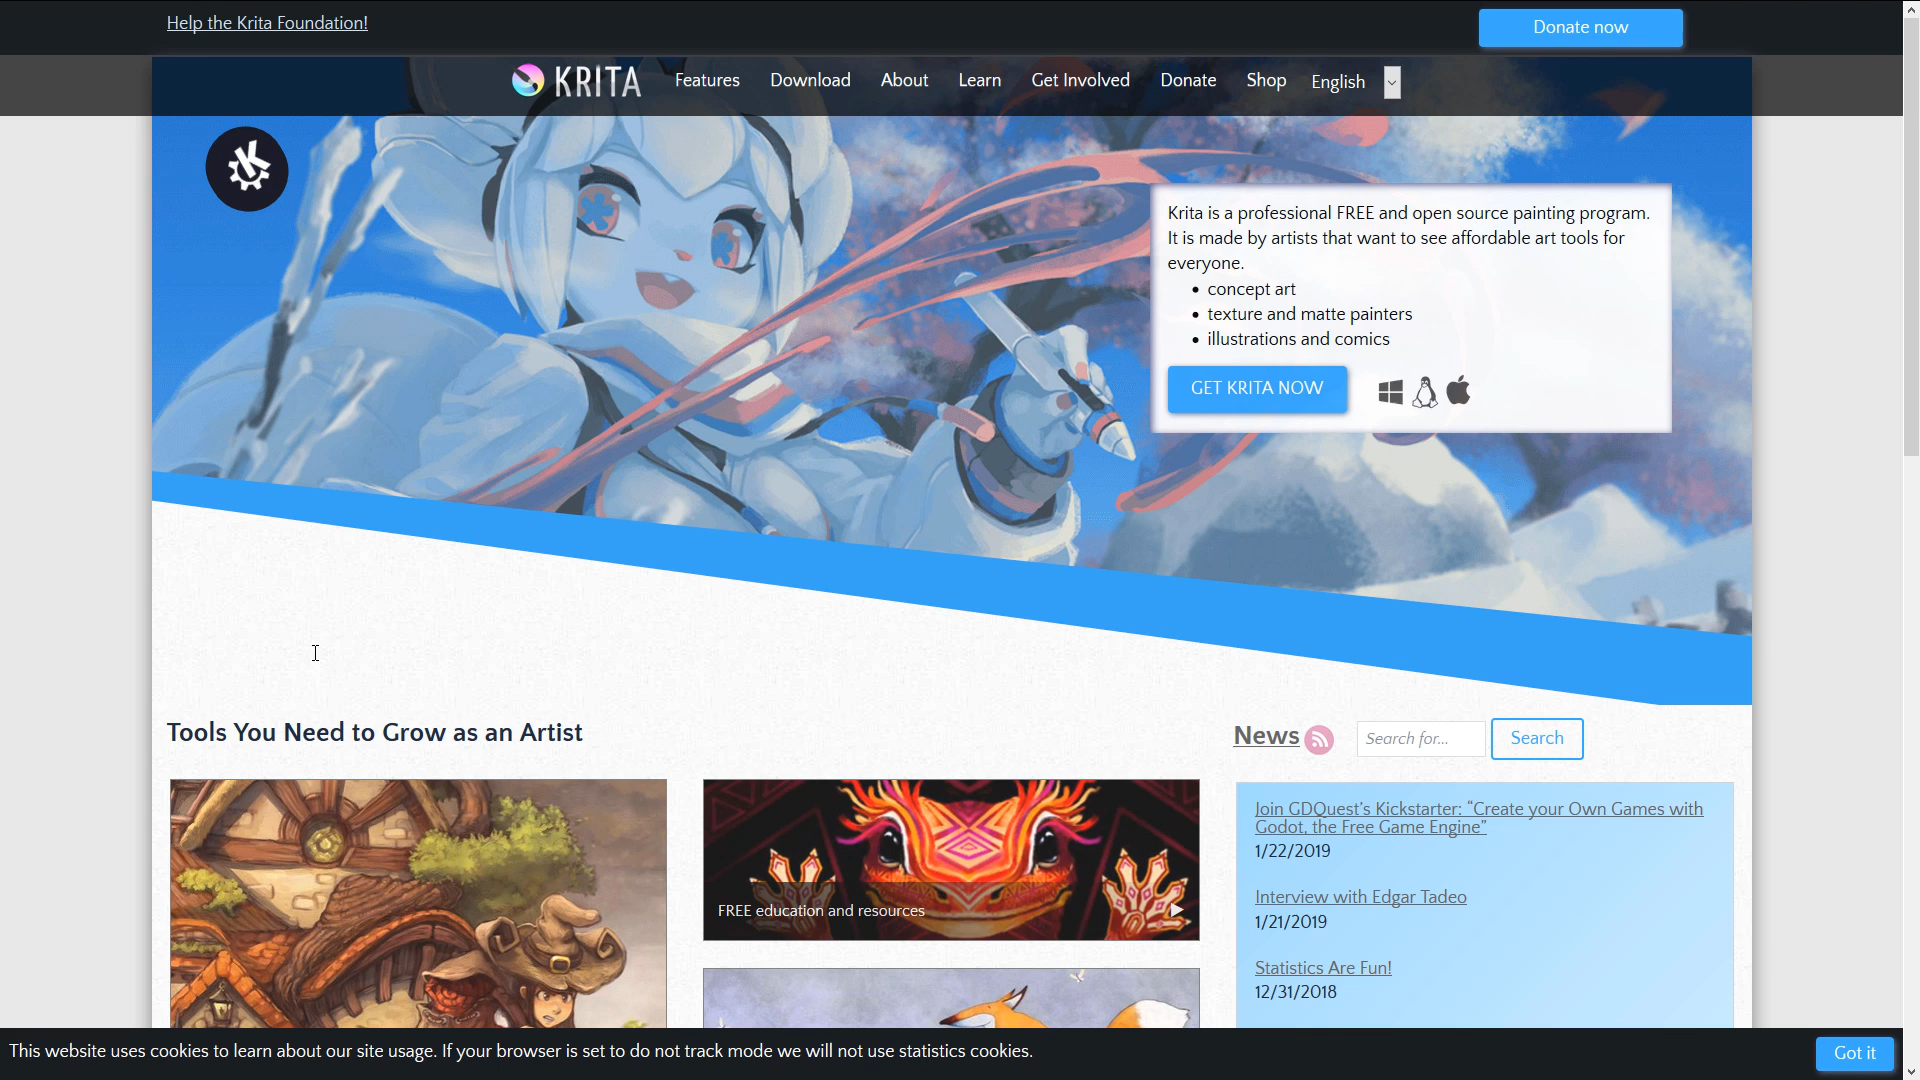 Help the Krita Foundation!
Donate now
KRITA
Features
Download
About
Learn
Get Involved
Donate
Shop
English
Krita is a professional FREE and open source painting program.
It is made by artists that want to see affordable art tools for
everyone.
concept art
texture and matte painters
illustrations and comics
GET KRITA NOW
Tools You Need to Grow as an Artist
News
Search for...
Search
FREE education and resources
Join GDQuest’s Kickstarter: “Create your Own Games with
Godot, the Free Game Engine”
1/22/2019
Interview with Edgar Tadeo
1/21/2019
Statistics Are Fun!
12/31/2018
This website uses cookies to learn about our site usage. If your browser is set to do not track mode we will not use statistics cookies.
Got it